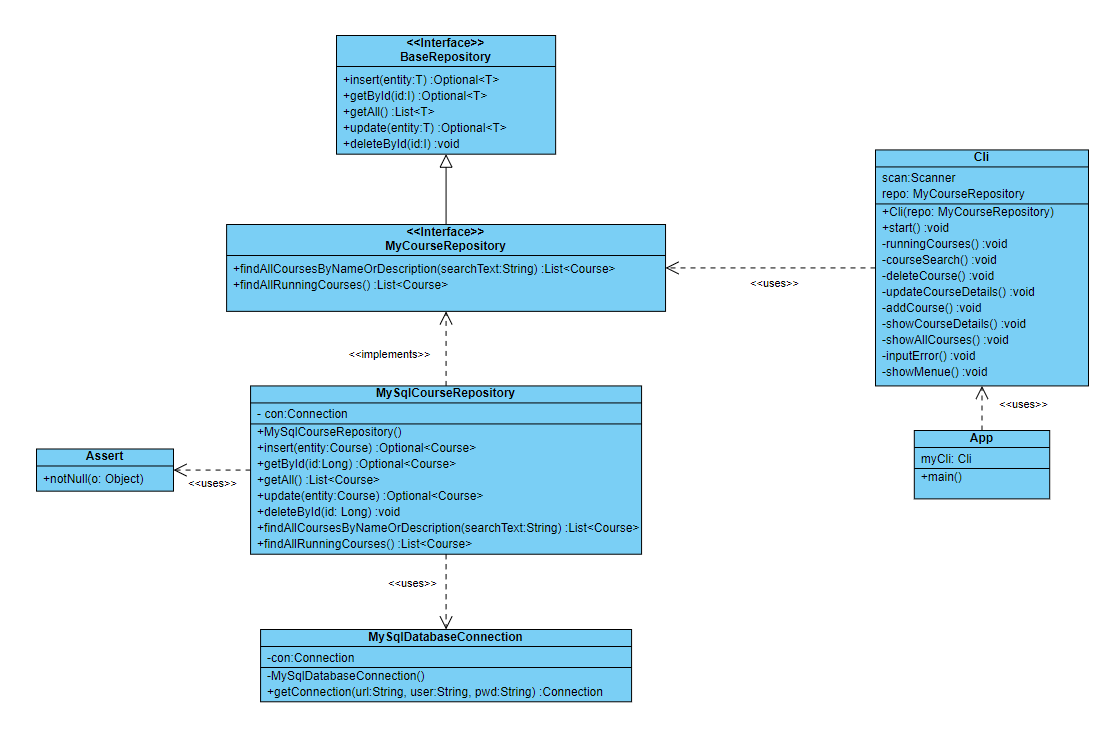 <<Interface>>
BaseRepository
+insert(entity:T) :Optional<T>
+getById(id:I) :Optional<T>
+getAll() :List<T>
+update(entity:T) :Optional<T>
+deleteById(id:I) :void
<<Interface>>
MyCourseRepository
+findAllCoursesByNameOrDescription(searchText:String) :List<Course>
+findAllRunningCourses() :List<Course>
Cli
scan:Scanner
repo: MyCourseRepository
+Cli(repo: MyCourseRepository)
+start() :void
-runningCourses() :void
-courseSearch() :void
-deleteCourse() :void
-updateCourseDetails() :void
-addCourse() :void
-showCourseDetails() :void
-showAllCourses() :void
-inputError() :void
-showMenue() :void
<<uses>>
<<implements>>
<<uses>>
App
myCli: Cli
+main()
MySqlCourseRepository
- con:Connection
+MySqlCourseRepository()
+insert(entity:Course) :Optional<Course>
+getById(id:Long) :Optional<Course>
+getAll() :List<Course>
+update(entity:Course) :Optional<Course>
+deleteById(id: Long) :void
+findAllCoursesByNameOrDescription(searchText:String) :List<Course>
+findAllRunningCourses() :List<Course>
Assert
+notNull(o: Object)
<<uses>>
<<uses>>
MySqlDatabaseConnection
-con:Connection
-MySqlDatabaseConnection()
+getConnection(url:String, user:String, pwd:String) :Connection